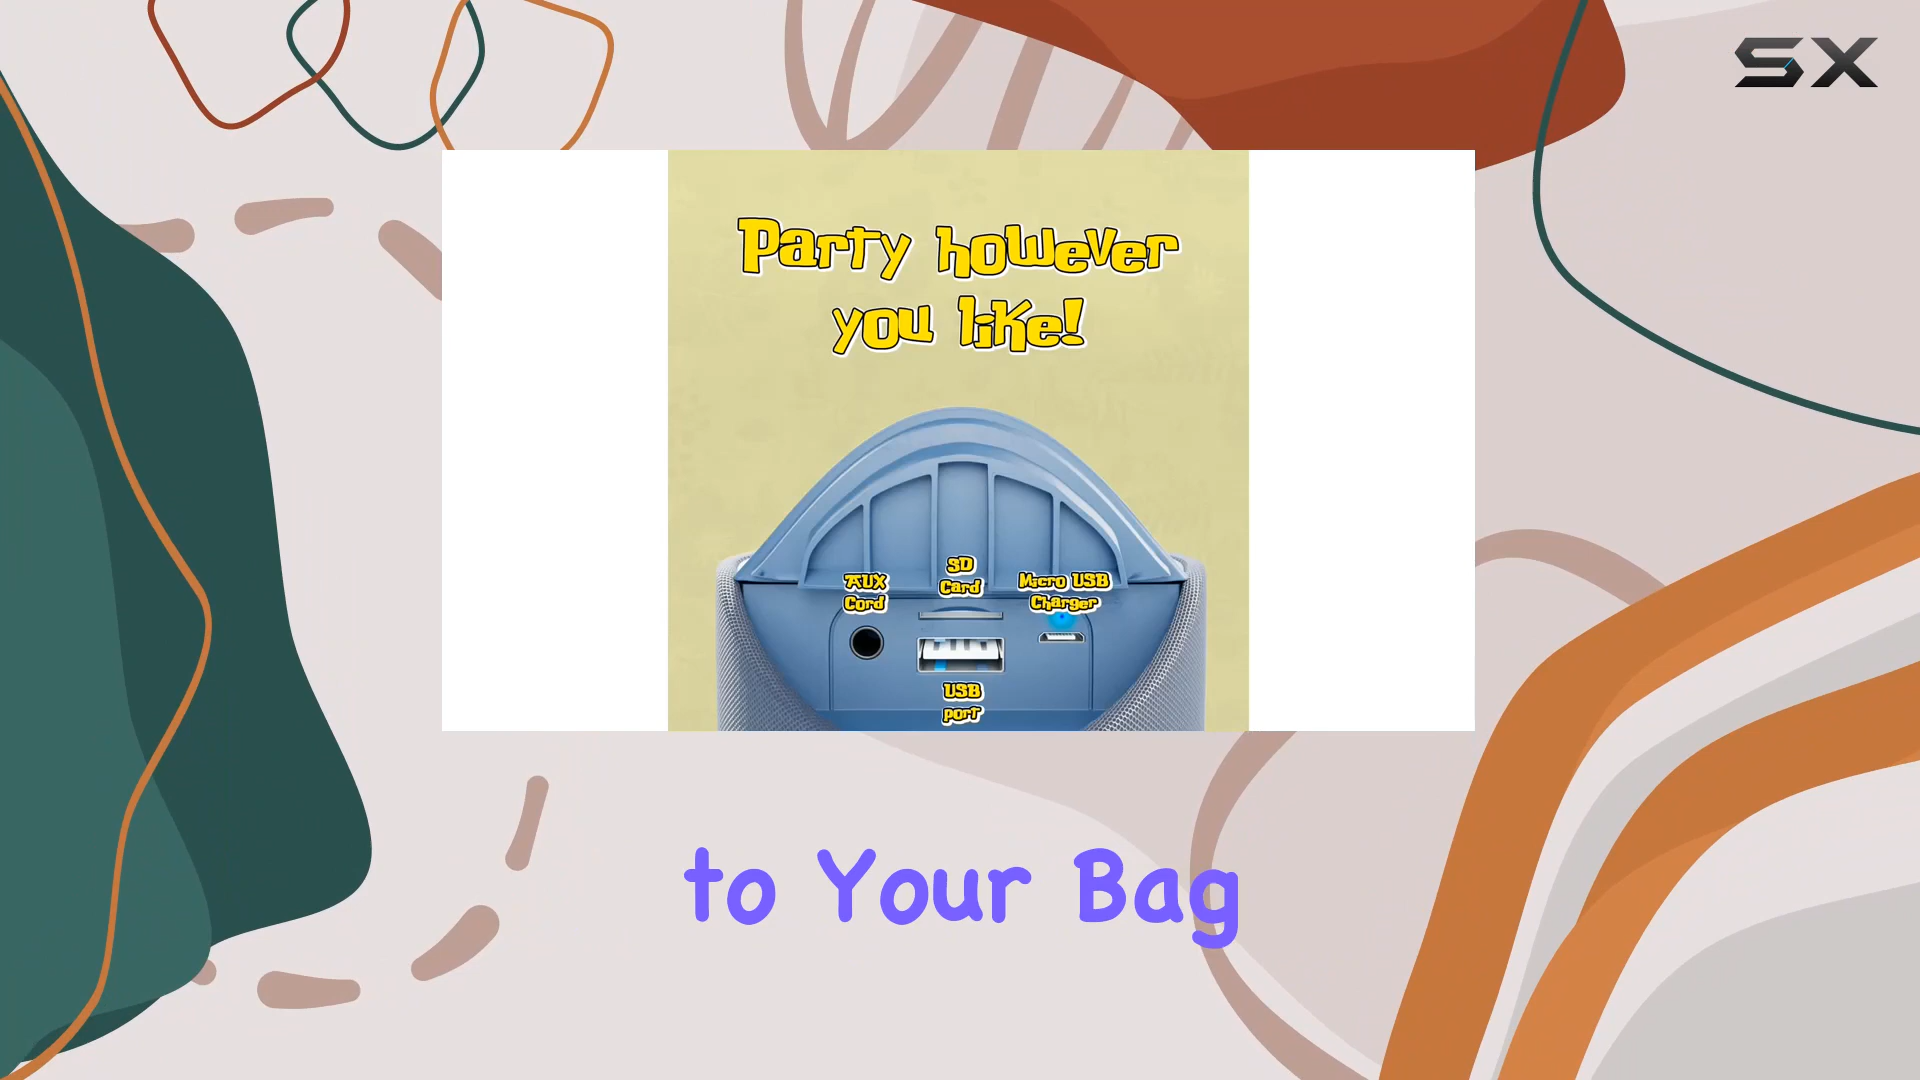 SX
Party however
you like!
AUX
Cord
SD
Card
Micro USB
Charger
USB
port
to Your Bag